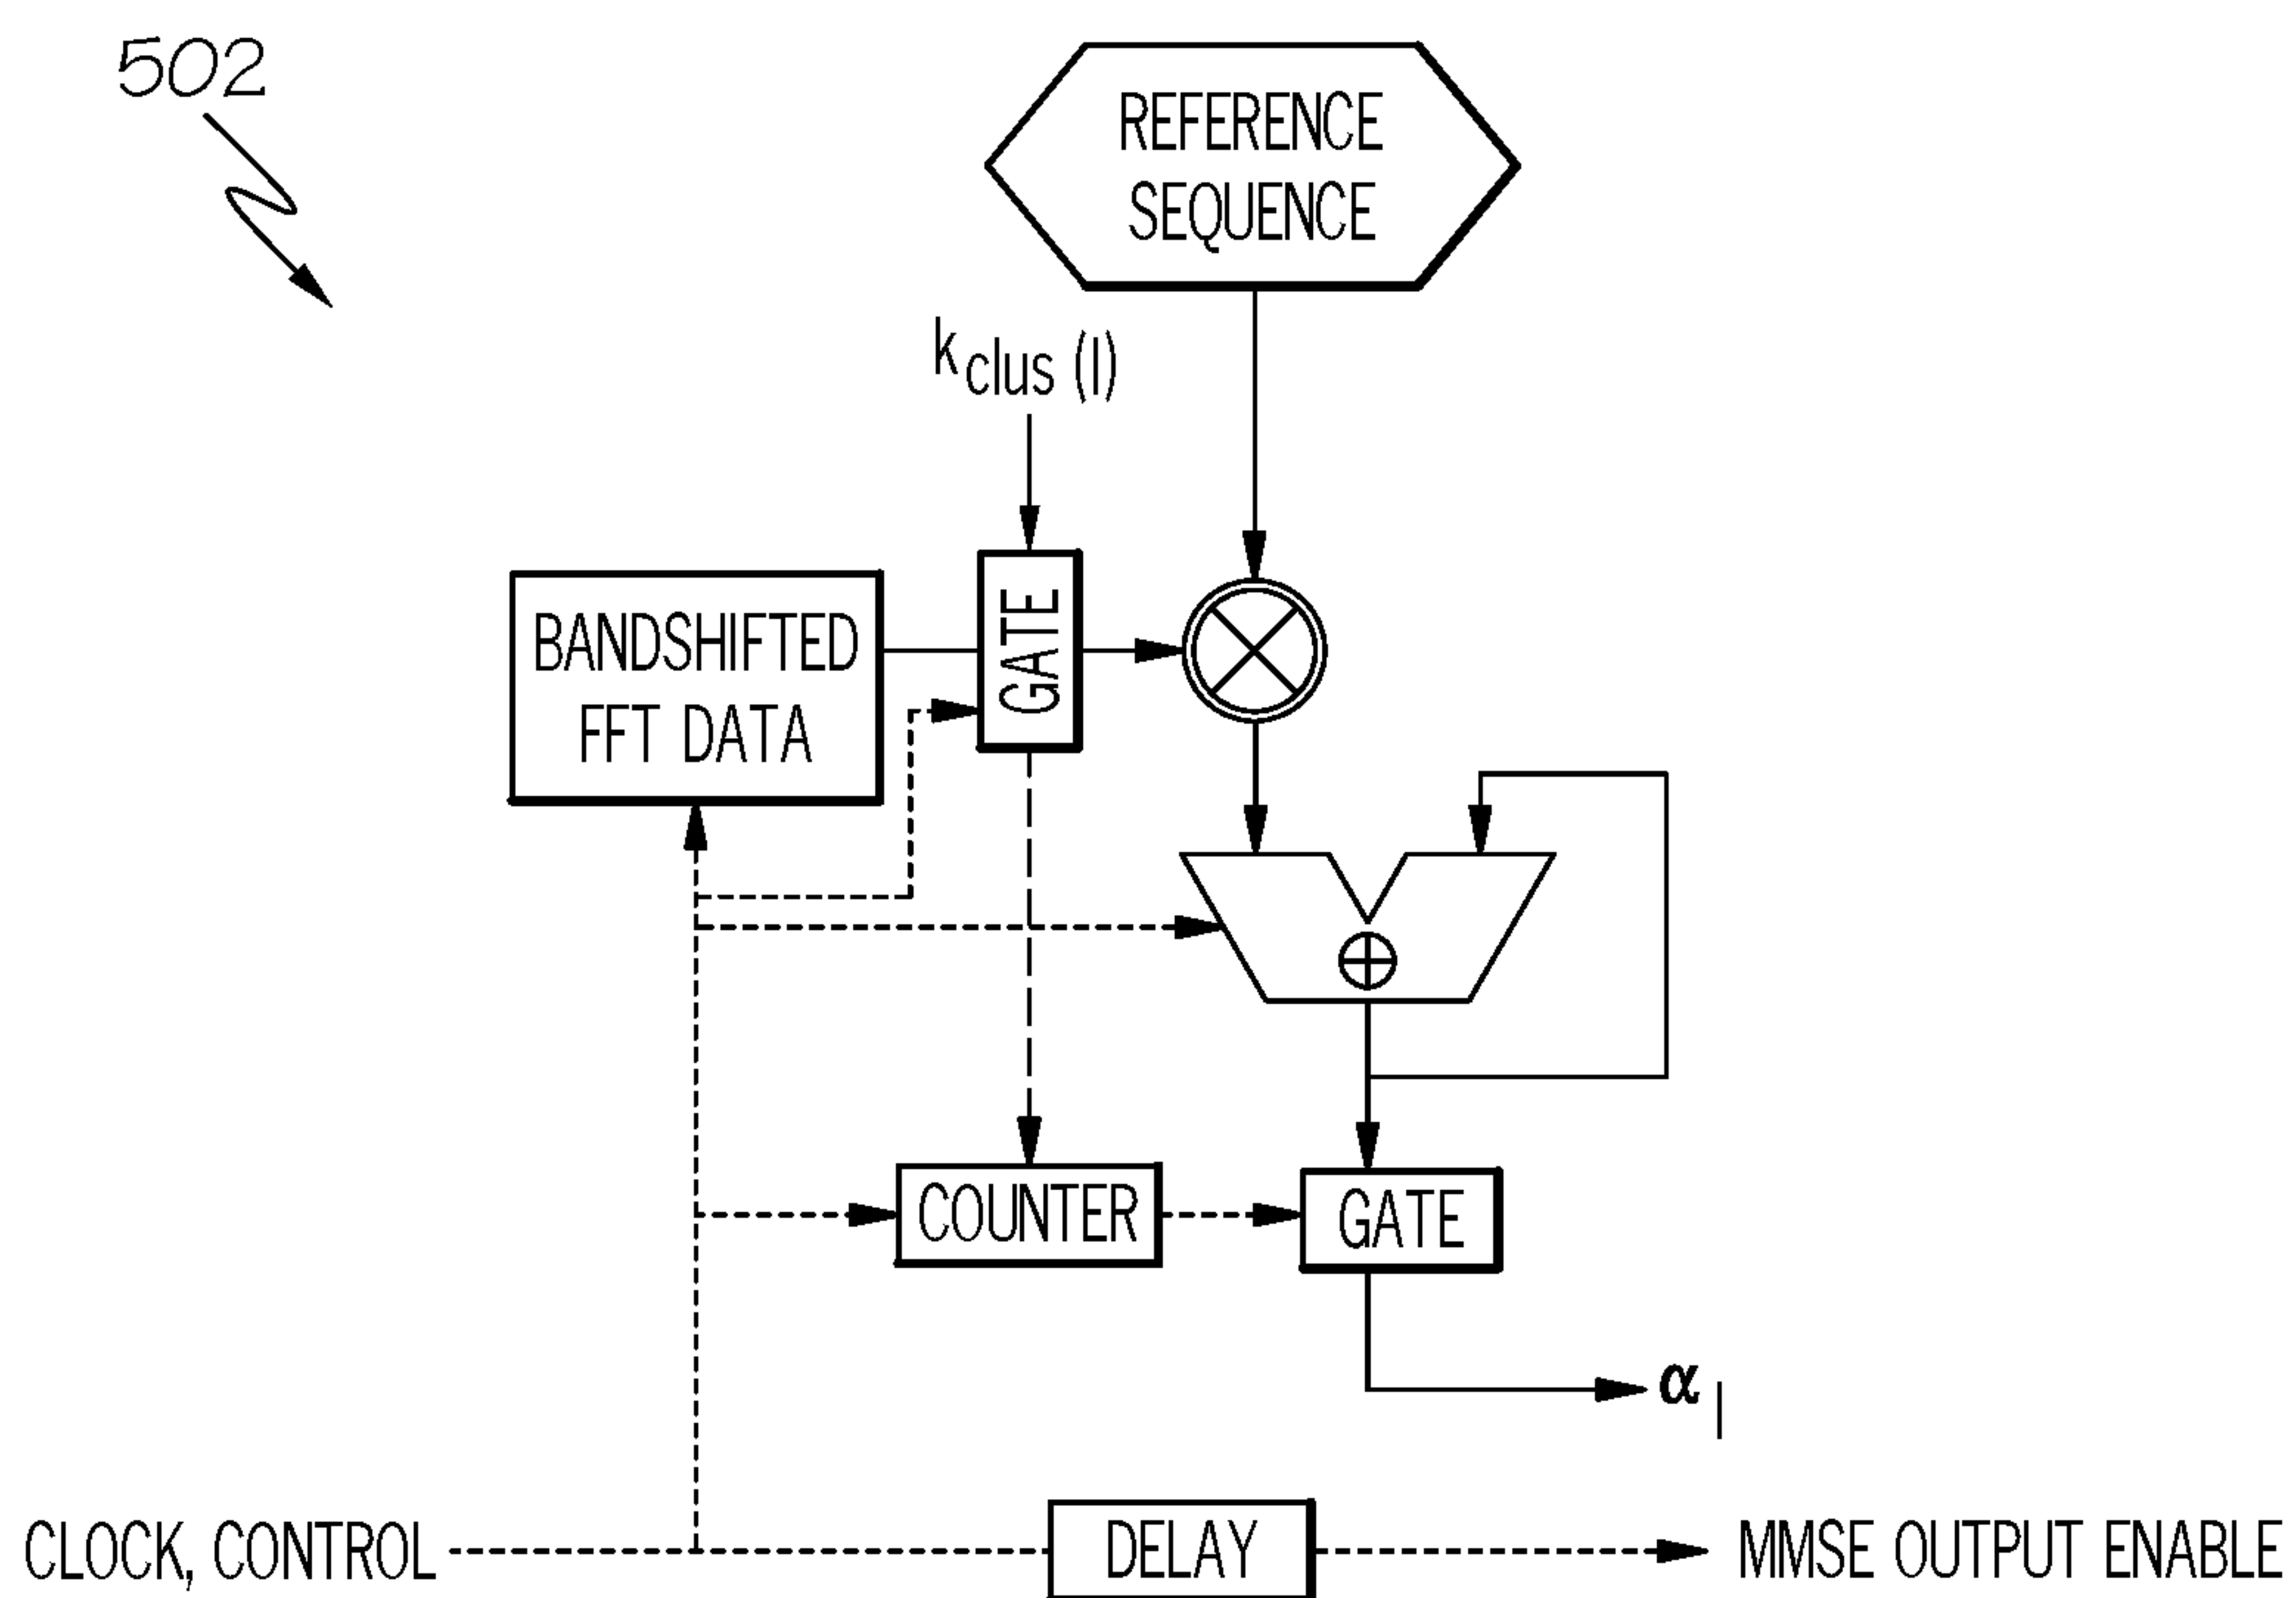 502
REFERENCE
SEQUENCE
k clus (l)
BANDSHIFTED
FFT DATA
GATE
COUNTER
GATE
α l
CLOCK, CONTROL
DELAY
MMSE OUTPUT ENABLE